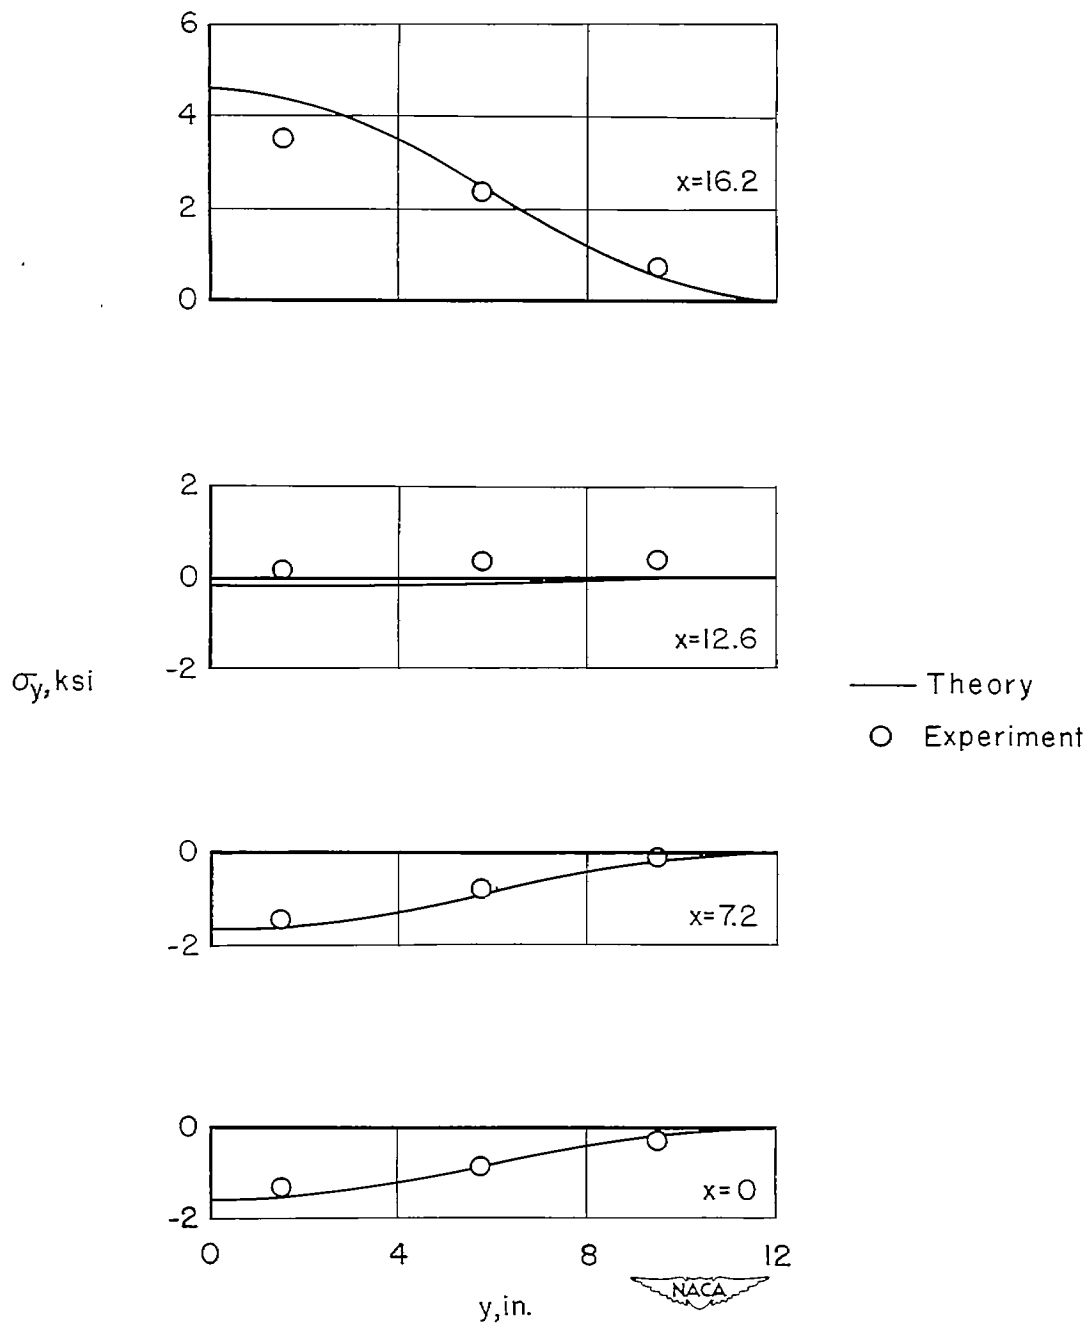 6
4
x=16.2
2
0
2
0
x=12.6
-2
σy, ksi
Theory
Experiment
0
x=7.2
-2
0
x=0
-2
0 4 8 12
NACA
y, in.